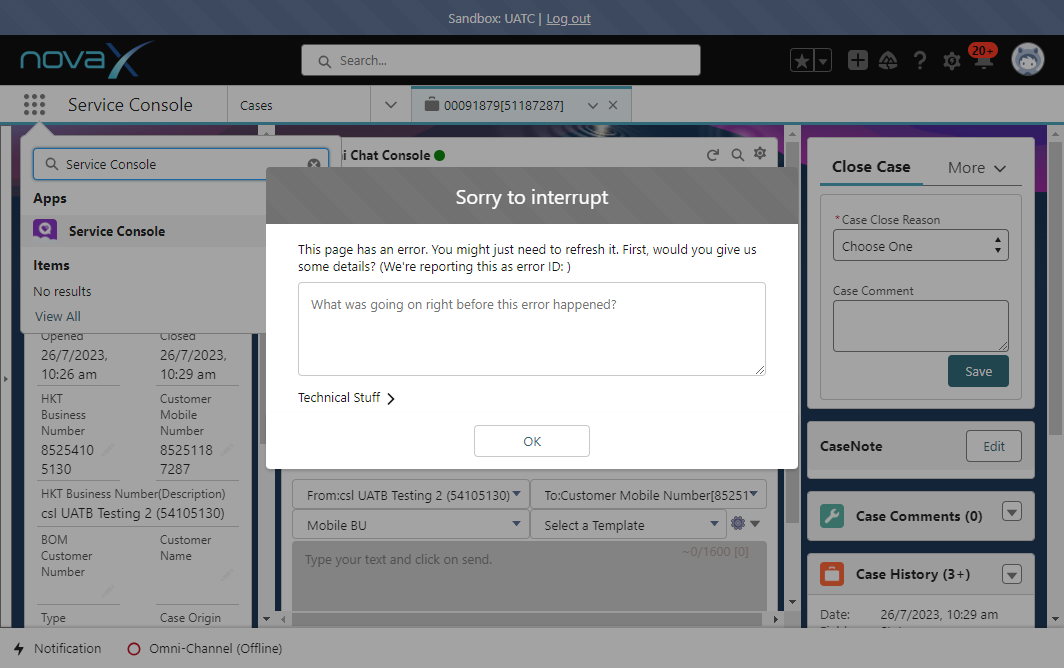 Sandbox: UATC | Log out
novaX
Search...
20+
Service Console
Cases
00091879[51187287]
Service Console
i Chat Console
Apps
Service Console
Items
No results
View All
Sorry to interrupt
This page has an error. You might just need to refresh it. First, would you give us
some details? (We're reporting this as error ID: )
What was going on right before this error happened?
Technical Stuff
OK
Opened
Closed
26/7/2023,
10:26 am
26/7/2023,
10:29 am
HKT
Business
Number
Customer
Mobile
Number
8525410
5130
8525118
7287
HKT Business Number(Description)
csl UATB Testing 2 (54105130)
BOM
Customer
Number
Customer
Name
Type
Case Origin
From:csl UATB Testing 2 (54105130)
To:Customer Mobile Number[85251
Mobile BU
Select a Template
Type your text and click on send.
~0/1600 [0]
Close Case
More
*Case Close Reason
Choose One
Case Comment
Save
CaseNote
Edit
Case Comments (0)
Case History (3+)
Date:
26/7/2023, 10:29 am
Notification
Omni-Channel (Offline)